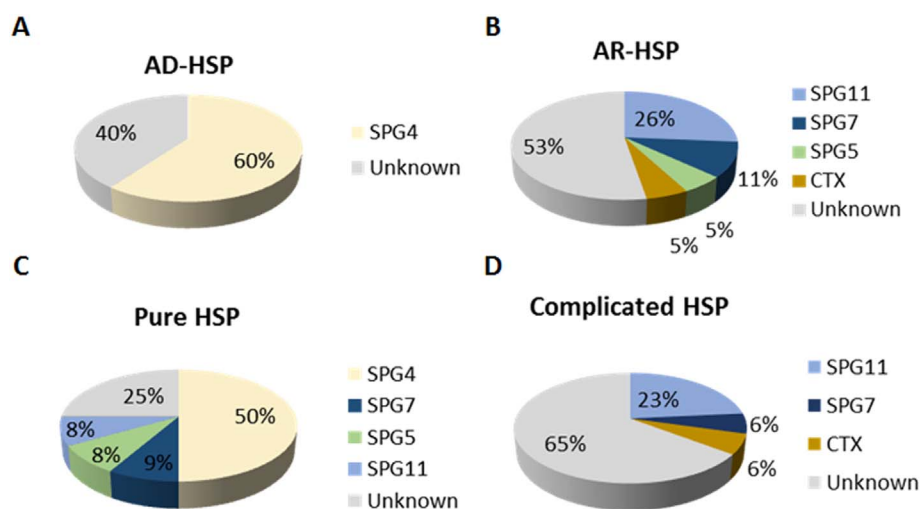 A
AD-HSP
40%
60%
SPG4
Unknown
B
AR-HSP
26%
53%
11%
5%
5%
SPG11
SPG7
SPG5
CTX
Unknown
C
Pure HSP
25%
50%
8%
8%
9%
SPG4
SPG7
SPG5
SPG11
Unknown
D
Complicated HSP
23%
6%
65%
6%
SPG11
SPG7
CTX
Unknown